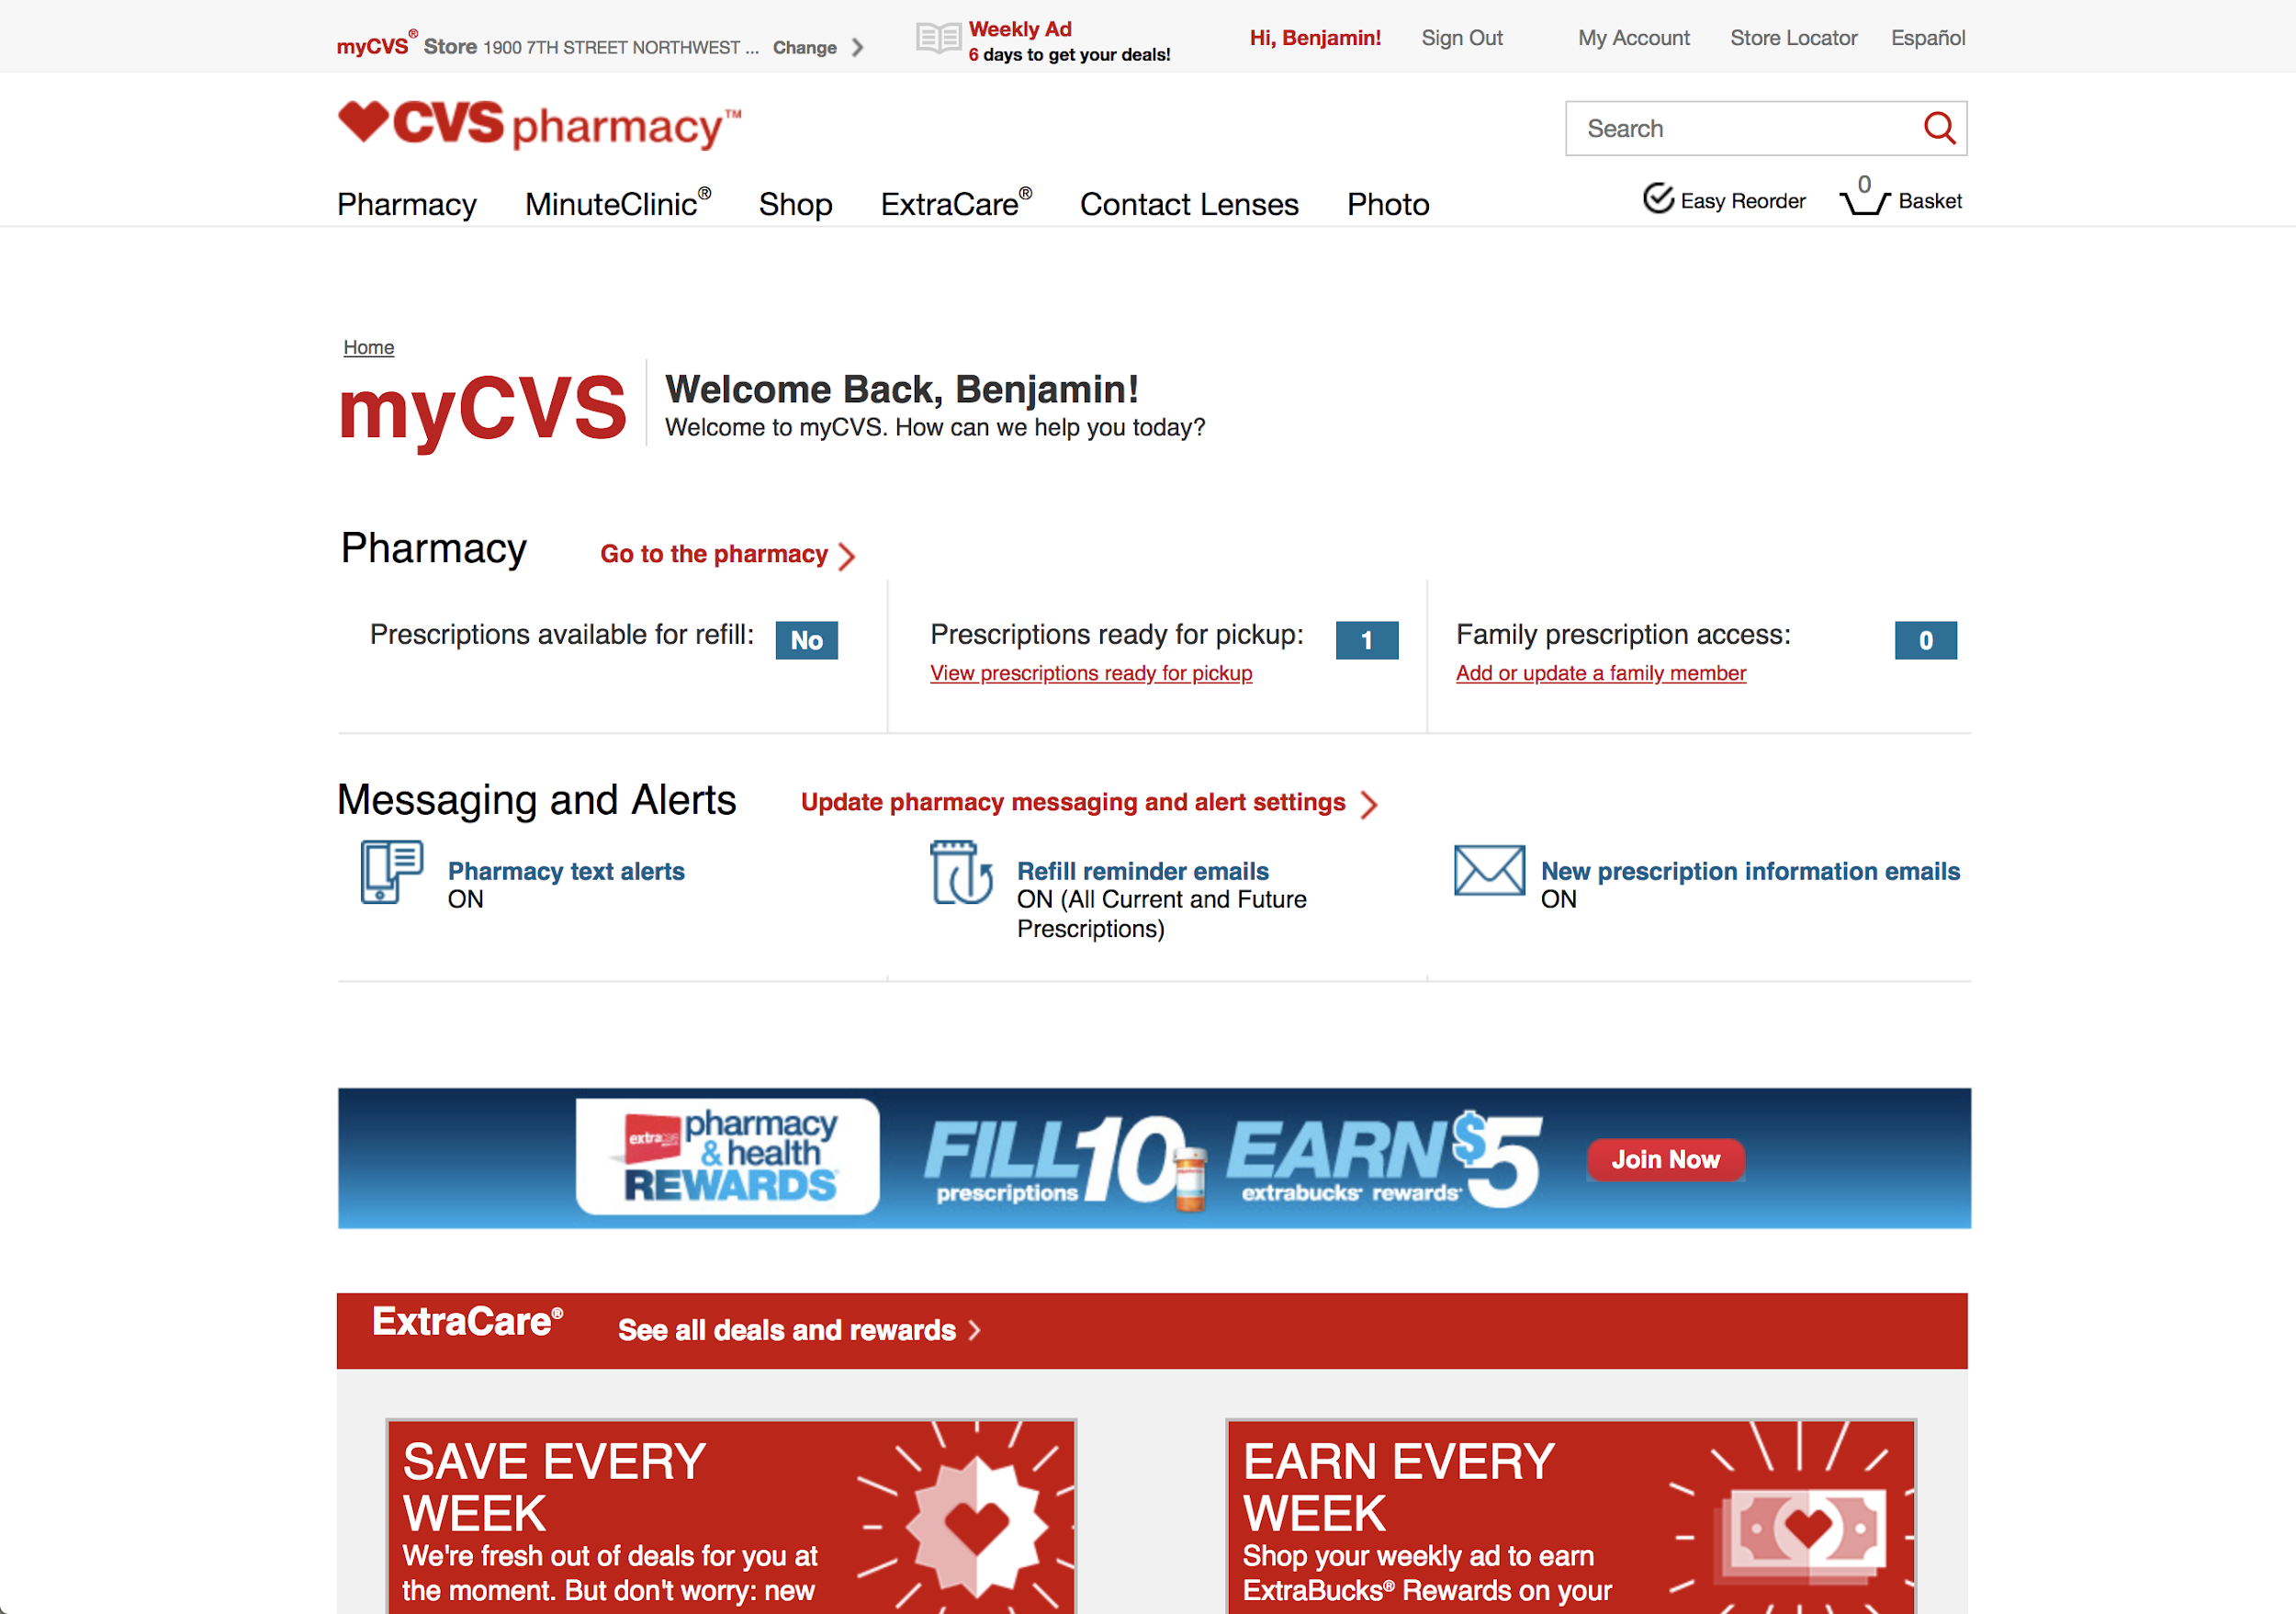 myCVS® Store 1900 7TH STREET NORTHWEST ... Change
Weekly Ad
6 days to get your deals!
Hi, Benjamin!
Sign Out
My Account
Store Locator
Español
CVS pharmacy™
Search
Pharmacy
MinuteClinic®
Shop
ExtraCare®
Contact Lenses
Photo
Easy Reorder
0
Basket
Home
myCVS
Welcome Back, Benjamin!
Welcome to myCVS. How can we help you today?
Pharmacy
Go to the pharmacy
Prescriptions available for refill: No
Prescriptions ready for pickup: 1
View prescriptions ready for pickup
Family prescription access: 0
Add or update a family member
Messaging and Alerts
Update pharmacy messaging and alert settings
Pharmacy text alerts
ON
Refill reminder emails
ON (All Current and Future
Prescriptions)
New prescription information emails
ON
extracare
pharmacy
& health
REWARDS
FILL 10
prescriptions
EARN $5
extrabucks® rewards®
Join Now
ExtraCare®
See all deals and rewards
SAVE EVERY
WEEK
We're fresh out of deals for you at
the moment. But don't worry: new
EARN EVERY
WEEK
Shop your weekly ad to earn
ExtraBucks® Rewards on your